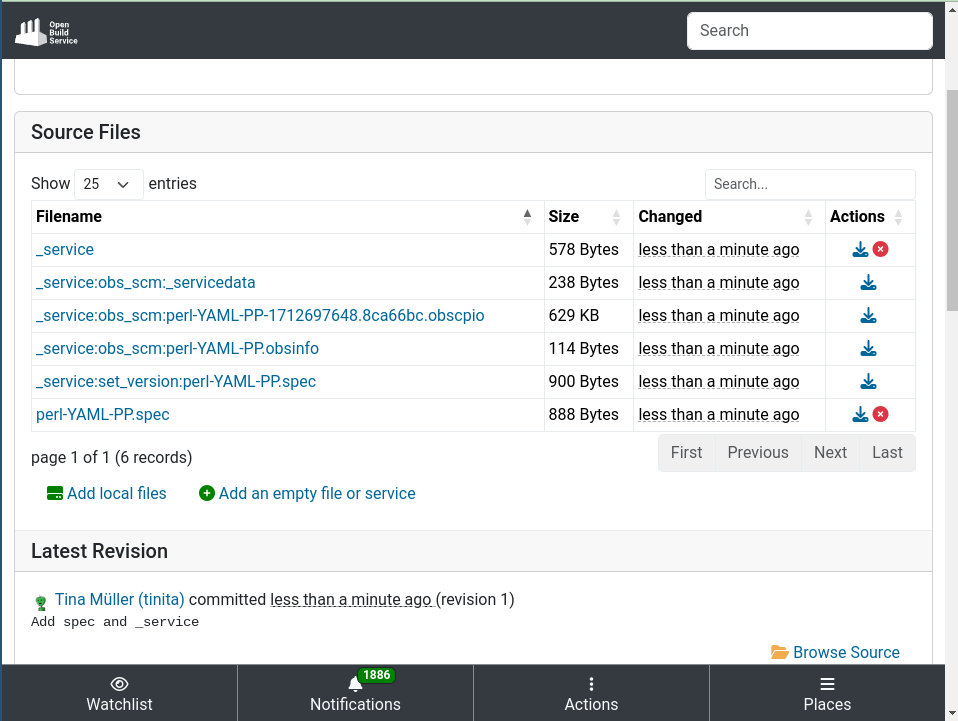 Open
Build
Service
Search
Source Files
Show 25 entries
Search...
Filename Size Changed Actions
_service 578 Bytes less than a minute ago
_service:obs_scm:_servicedata 238 Bytes less than a minute ago
_service:obs_scm:perl-YAML-PP-1712697648.8ca66bc.obscpio 629 KB less than a minute ago
_service:obs_scm:perl-YAML-PP.obsinfo 114 Bytes less than a minute ago
_service:set_version:perl-YAML-PP.spec 900 Bytes less than a minute ago
perl-YAML-PP.spec 888 Bytes less than a minute ago
page 1 of 1 (6 records) First Previous Next Last
Add local files Add an empty file or service
Latest Revision
Tina Müller (tinita) committed less than a minute ago (revision 1)
Add spec and _service
Browse Source
1886
Watchlist Notifications Actions Places